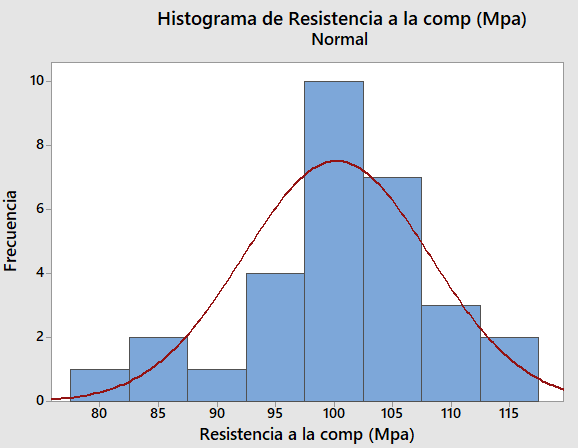 Histograma de Resistencia a la comp (Mpa)
Normal
10
8
6
4
2
0
Frecuencia
80 85 90 95 100 105 110 115
Resistencia a la comp (Mpa)